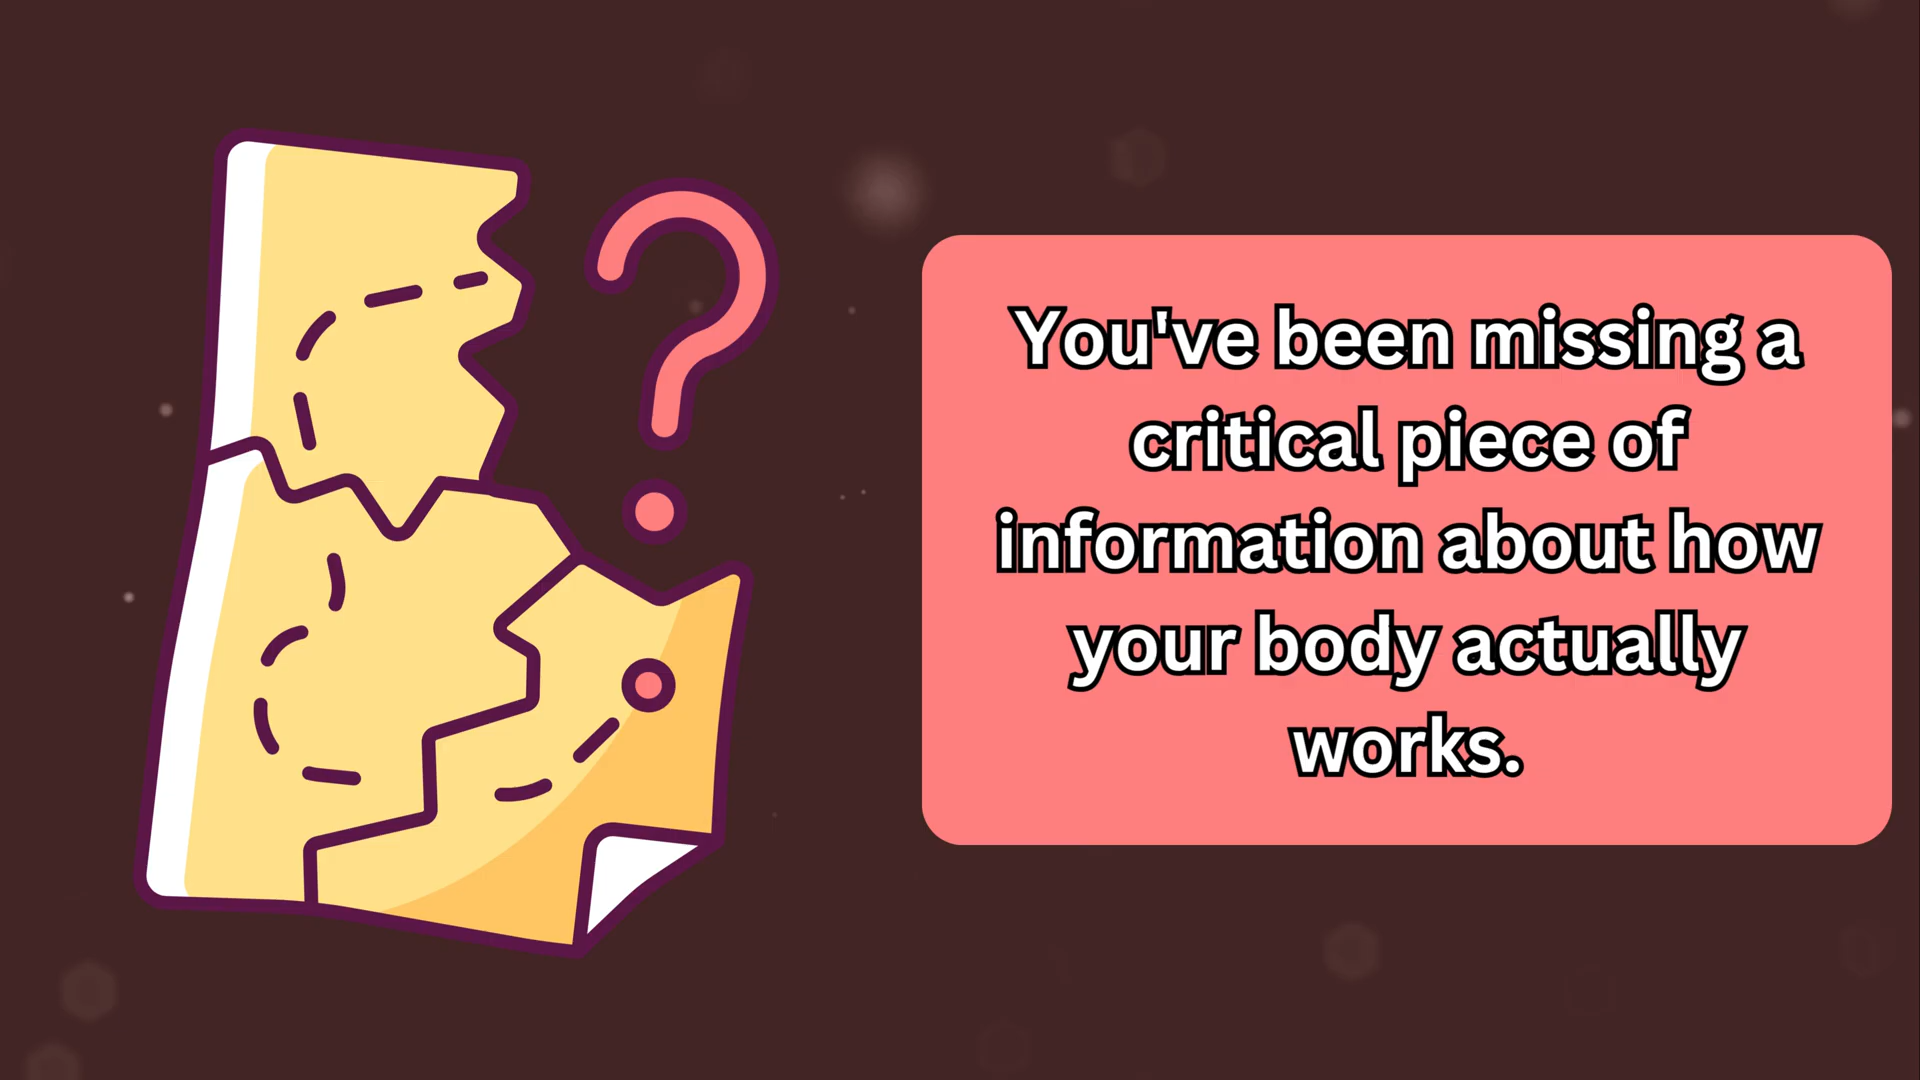 You've been missing a
critical piece of
information about how
your body actually
works.